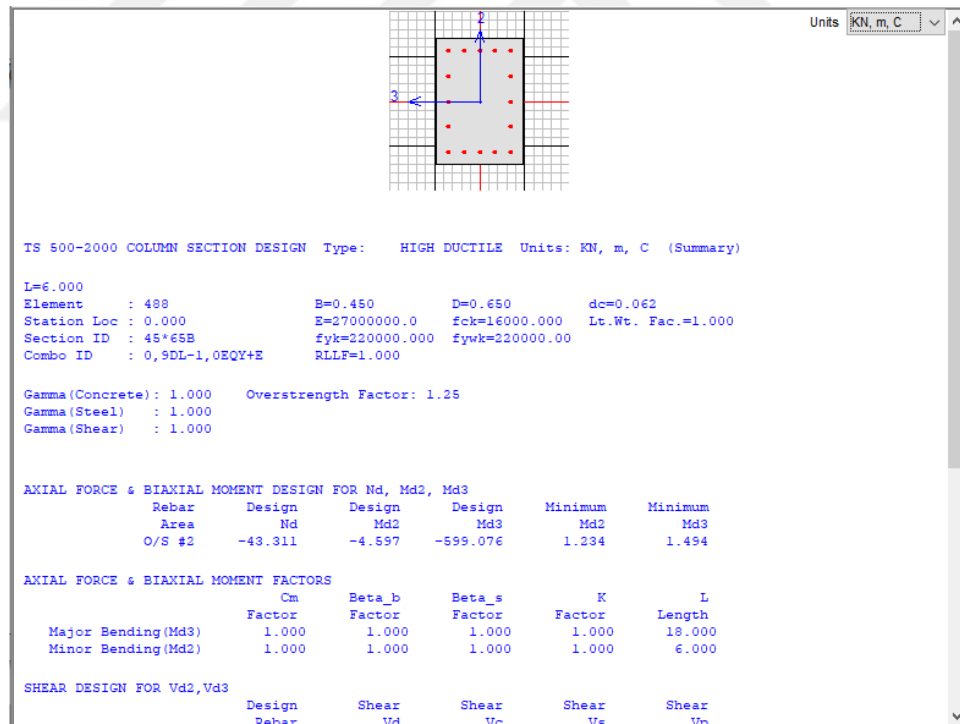 Units KN, m, C
2
3
TS 500-2000 COLUMN SECTION DESIGN Type: HIGH DUCTILE Units: KN, m, C (Summary)
L=6.000
Element : 488 B=0.450 D=0.650 dc=0.062
Station Loc : 0.000 E=27000000.0 fck=16000.000 Lt.Wt. Fac.=1.000
Section ID : 45*65B fyk=220000.000 fywk=220000.00
Combo ID : 0,9DL-1,0EQY+E RLLF=1.000
Gamma(Concrete): 1.000 Overstrength Factor: 1.25
Gamma(Steel) : 1.000
Gamma(Shear) : 1.000
AXIAL FORCE & BIAXIAL MOMENT DESIGN FOR Nd, Md2, Md3
Rebar Design Design Design Minimum Minimum
Area Nd Md2 Md3 Md2 Md3
O/S #2 -43.311 -4.597 -599.076 1.234 1.494
AXIAL FORCE & BIAXIAL MOMENT FACTORS
Cm Beta_b Beta_s K L
Factor Factor Factor Factor Length
Major Bending(Md3) 1.000 1.000 1.000 1.000 18.000
Minor Bending(Md2) 1.000 1.000 1.000 1.000 6.000
SHEAR DESIGN FOR Vd2,Vd3
Design Shear Shear Shear Shear
Rebar Vd Vc Vs Vp